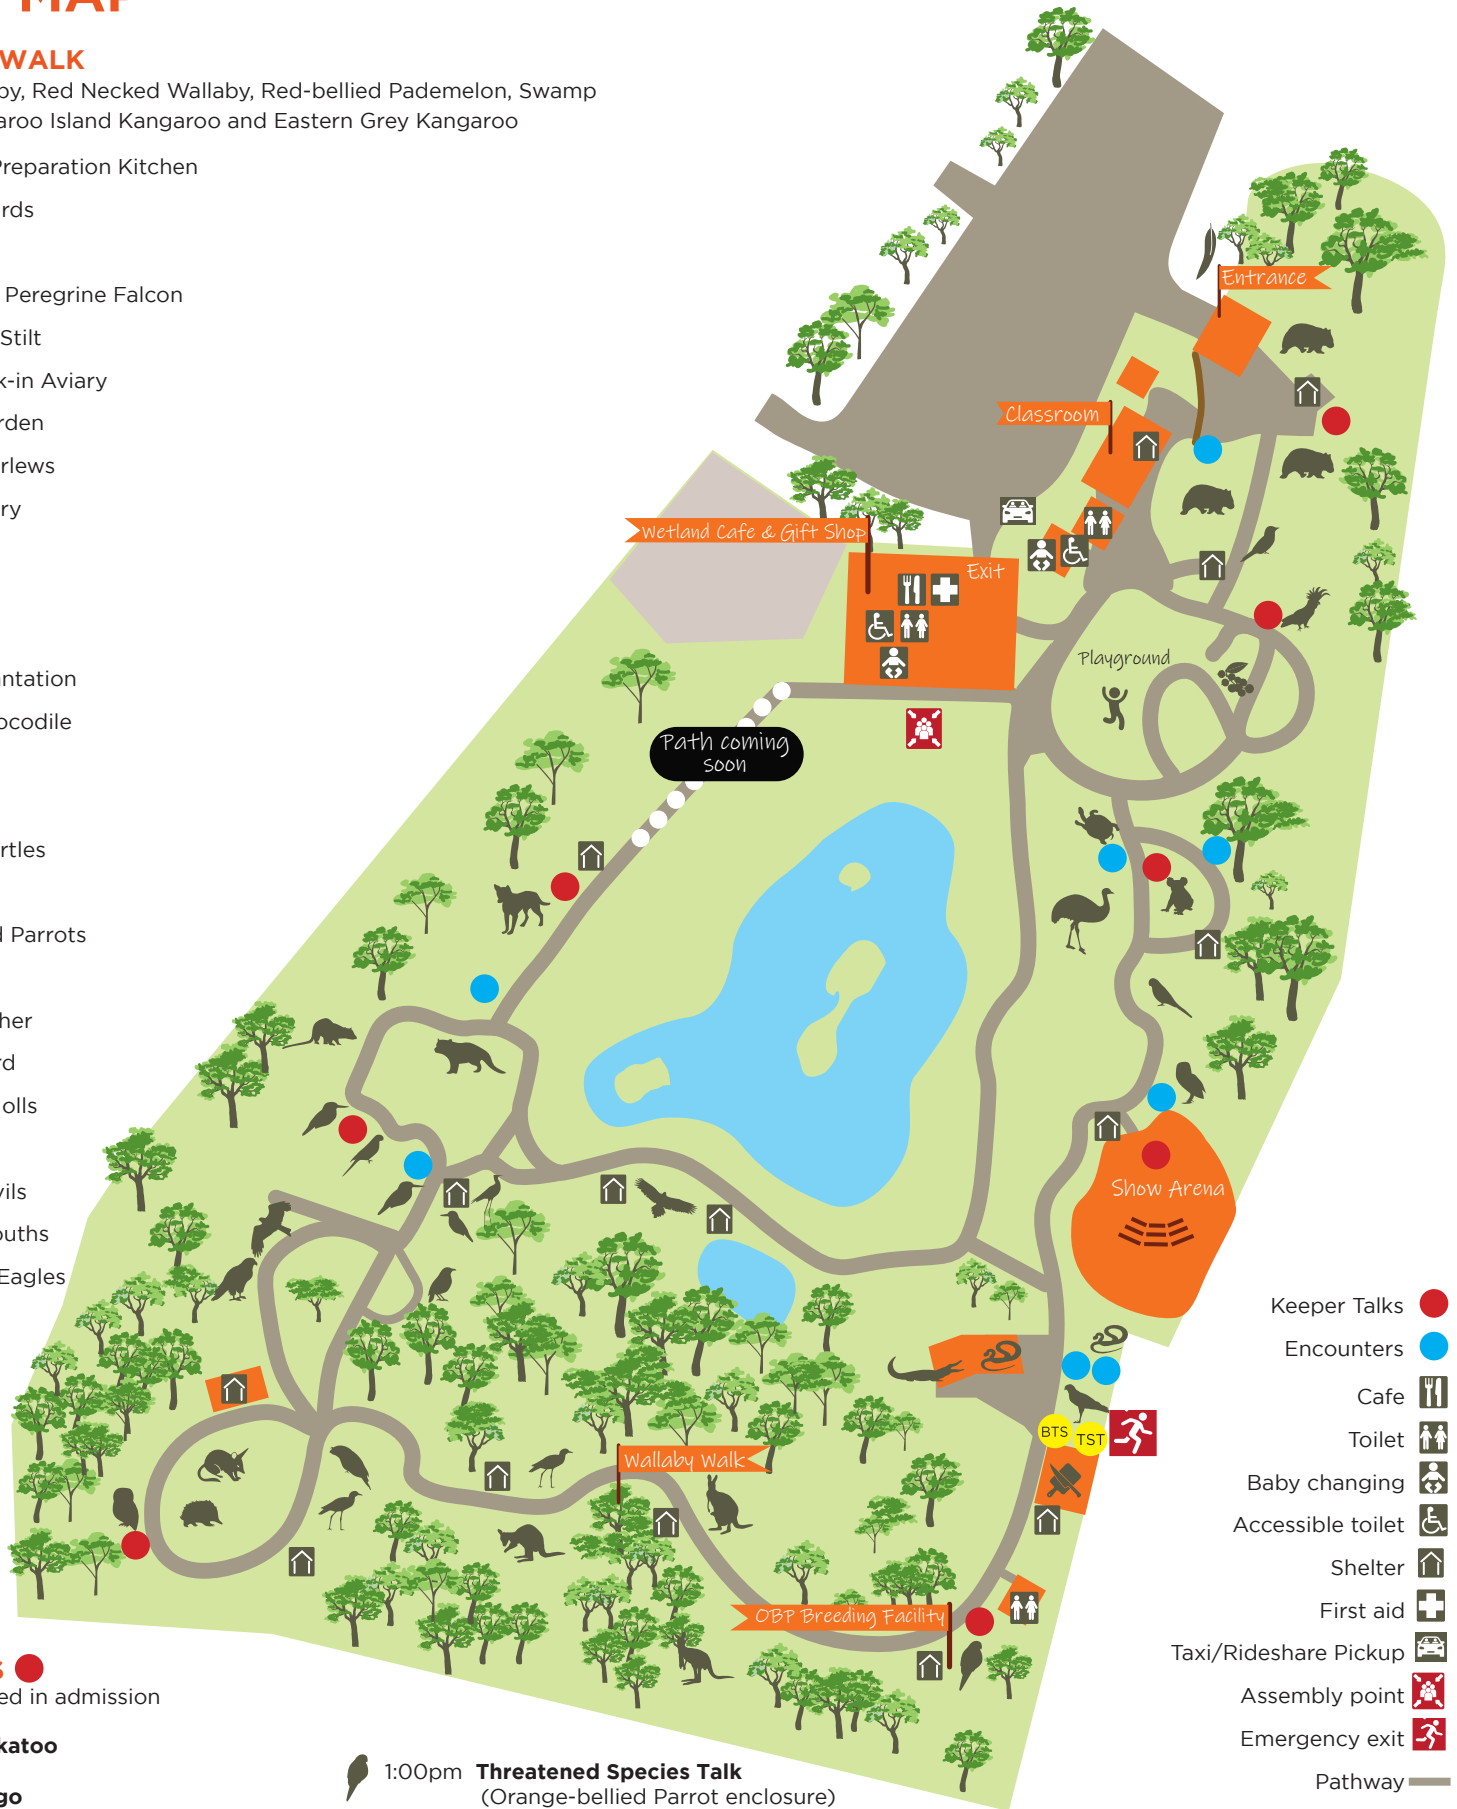 WALK
by, Red Necked Wallaby, Red-bellied Pademelon, Swamp
aroo Island Kangaroo and Eastern Grey Kangaroo
Preparation Kitchen
rds
Peregrine Falcon
Stilt
k-in Aviary
rden
rlews
ry
ntation
ocodile
rtles
d Parrots
her
rd
olls
vils
ouths
Eagles
Entrance
Classroom
Wetland Cafe & Gift Shop
Exit
Playground
Path coming
soon
Show Arena
BTS
TST
Wallaby Walk
OBP Breeding Facility
Keeper Talks
Encounters
Cafe
Toilet
Baby changing
Accessible toilet
Shelter
First aid
Taxi/Rideshare Pickup
Assembly point
Emergency exit
Pathway
S
ed in admission
katoo
go
1:00pm Threatened Species Talk
(Orange-bellied Parrot enclosure)